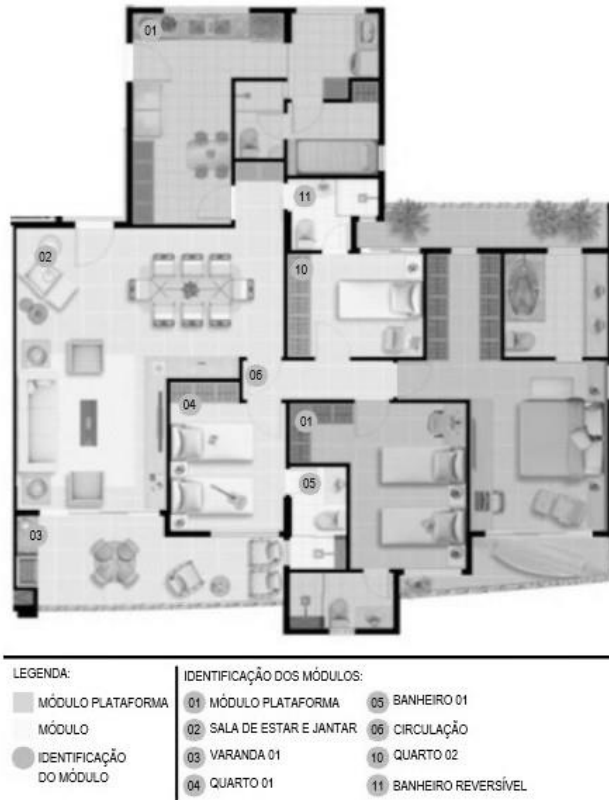 01
11
02
10
06
04
01
05
03
LEGENDA:
MÓDULO PLATAFORMA
MÓDULO
IDENTIFICAÇÃO
DO MÓDULO
IDENTIFICAÇÃO DOS MÓDULOS:
01 MÓDULO PLATAFORMA
02 SALA DE ESTAR E JANTAR
03 VARANDA 01
04 QUARTO 01
05 BANHEIRO 01
06 CIRCULAÇÃO
10 QUARTO 02
11 BANHEIRO REVERSÍVEL